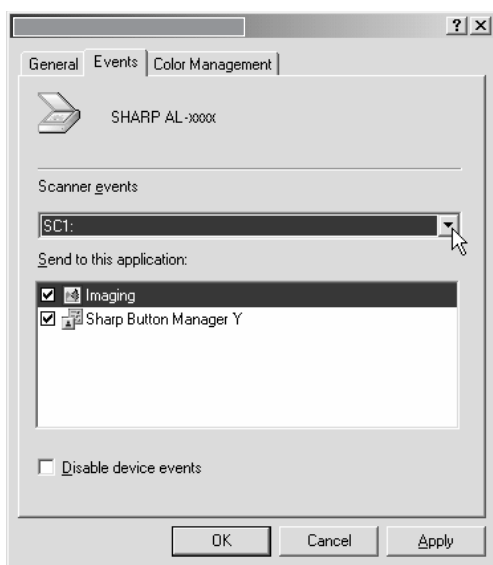 General Events Color Management
SHARP AL-xxxx
Scanner events
SC1:
Send to this application:
Imaging
Sharp Button Manager Y
Disable device events
OK Cancel Apply